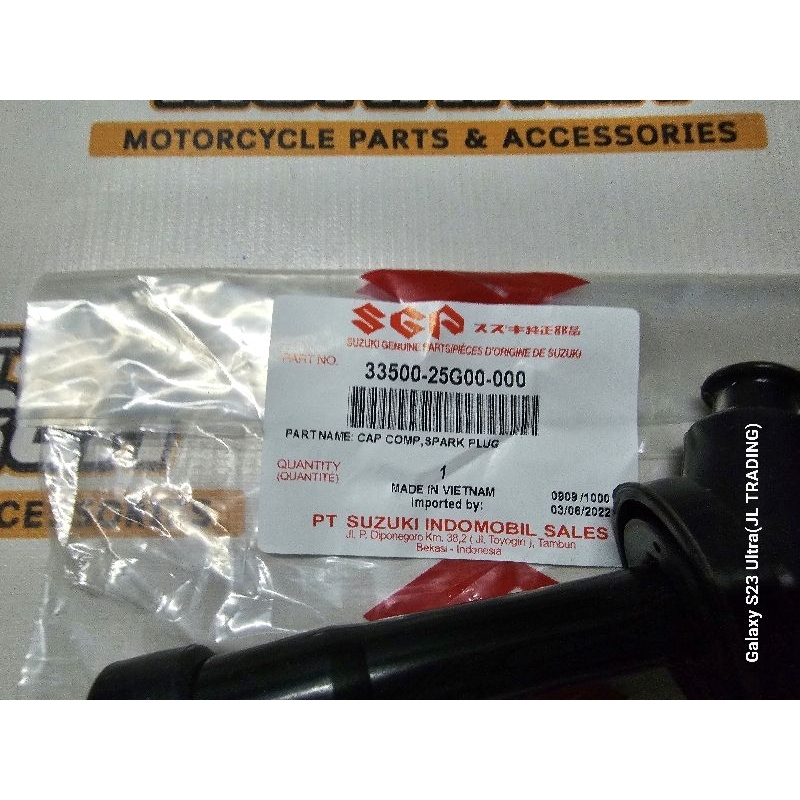 MOTORCYCLE PARTS & ACCESSORIES
SGP スズキ純正部品
SUZUKI GENUINE PARTS/PIÈCES D'ORIGINE DE SUZUKI
PART NO. 33500-25G00-000
PART NAME: CAP COMP,SPARK PLUG
QUANTITY 1
(QUANTITE)
MADE IN VIETNAM 0909 /1000
Imported by: 03/06/2022
PT SUZUKI INDOMOBIL SALES
Jl. P. Diponegoro Km. 38,2 ( Jl. Toyogiri ), Tambun
Bekasi - Indonesia
Galaxy S23 Ultra(JL TRADING)